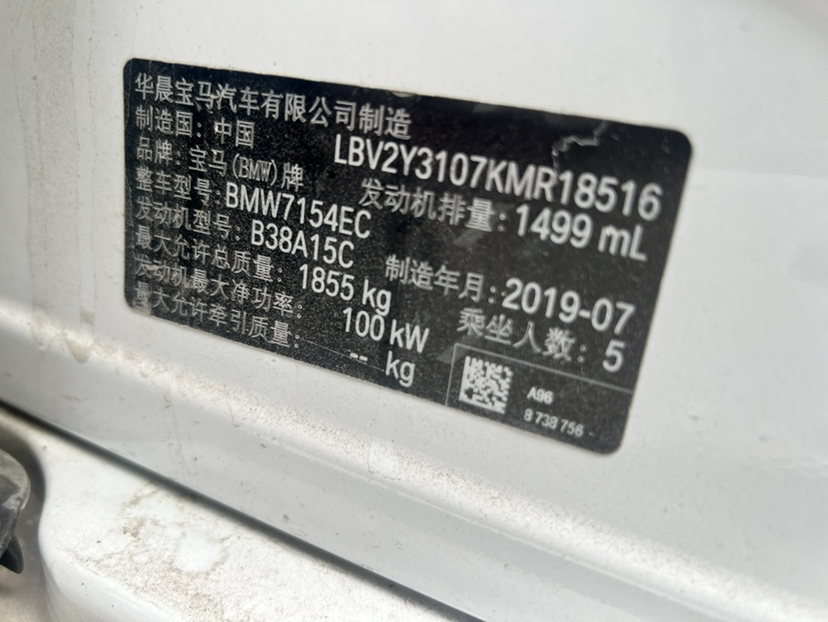 华晨宝马汽车有限公司制造
制造国: 中国 LBV2Y3107KMR18516
品牌: 宝马(BMW)牌
整车型号: BMW7154EC 发动机排量: 1499 mL
发动机型号: B38A15C
最大允许总质量: 1855 kg 制造年月: 2019-07
发动机最大净功率: 100 kW 乘坐人数: 5
最大允许牵引质量: -- kg
A96
8 738 756 -